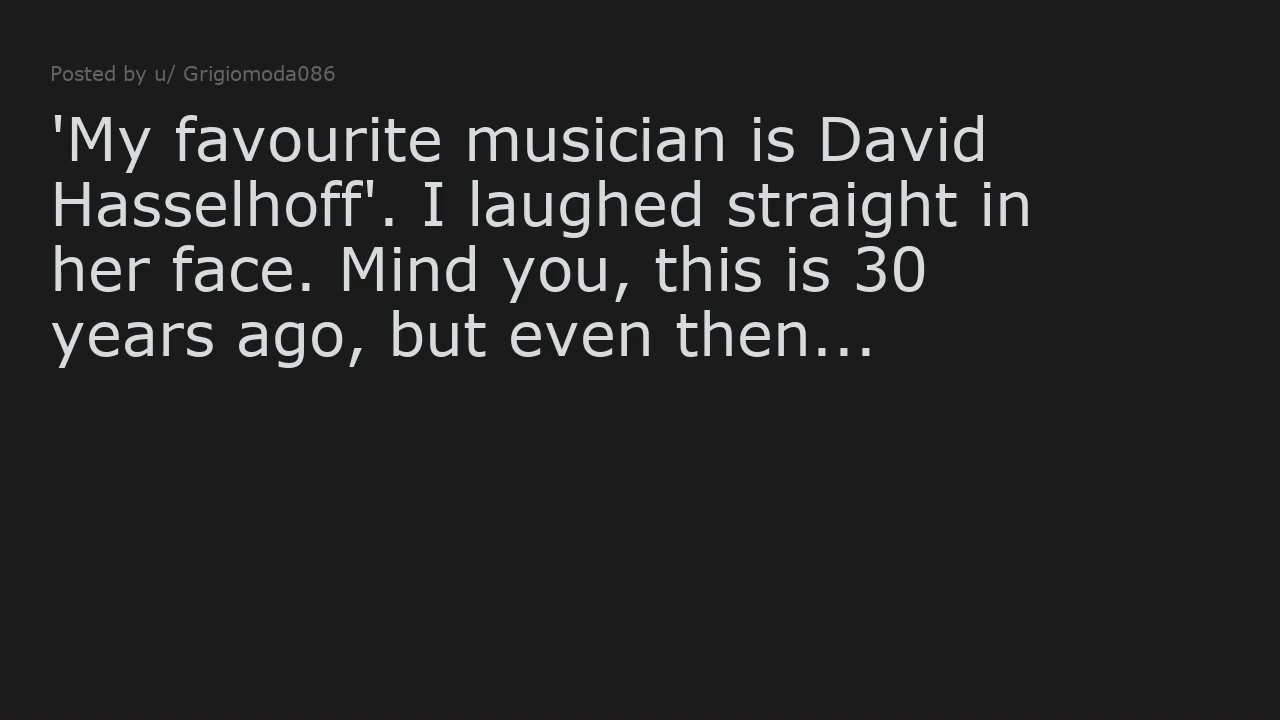 Posted by u/ Grigiomoda086
'My favourite musician is David
Hasselhoff'. I laughed straight in
her face. Mind you, this is 30
years ago, but even then...